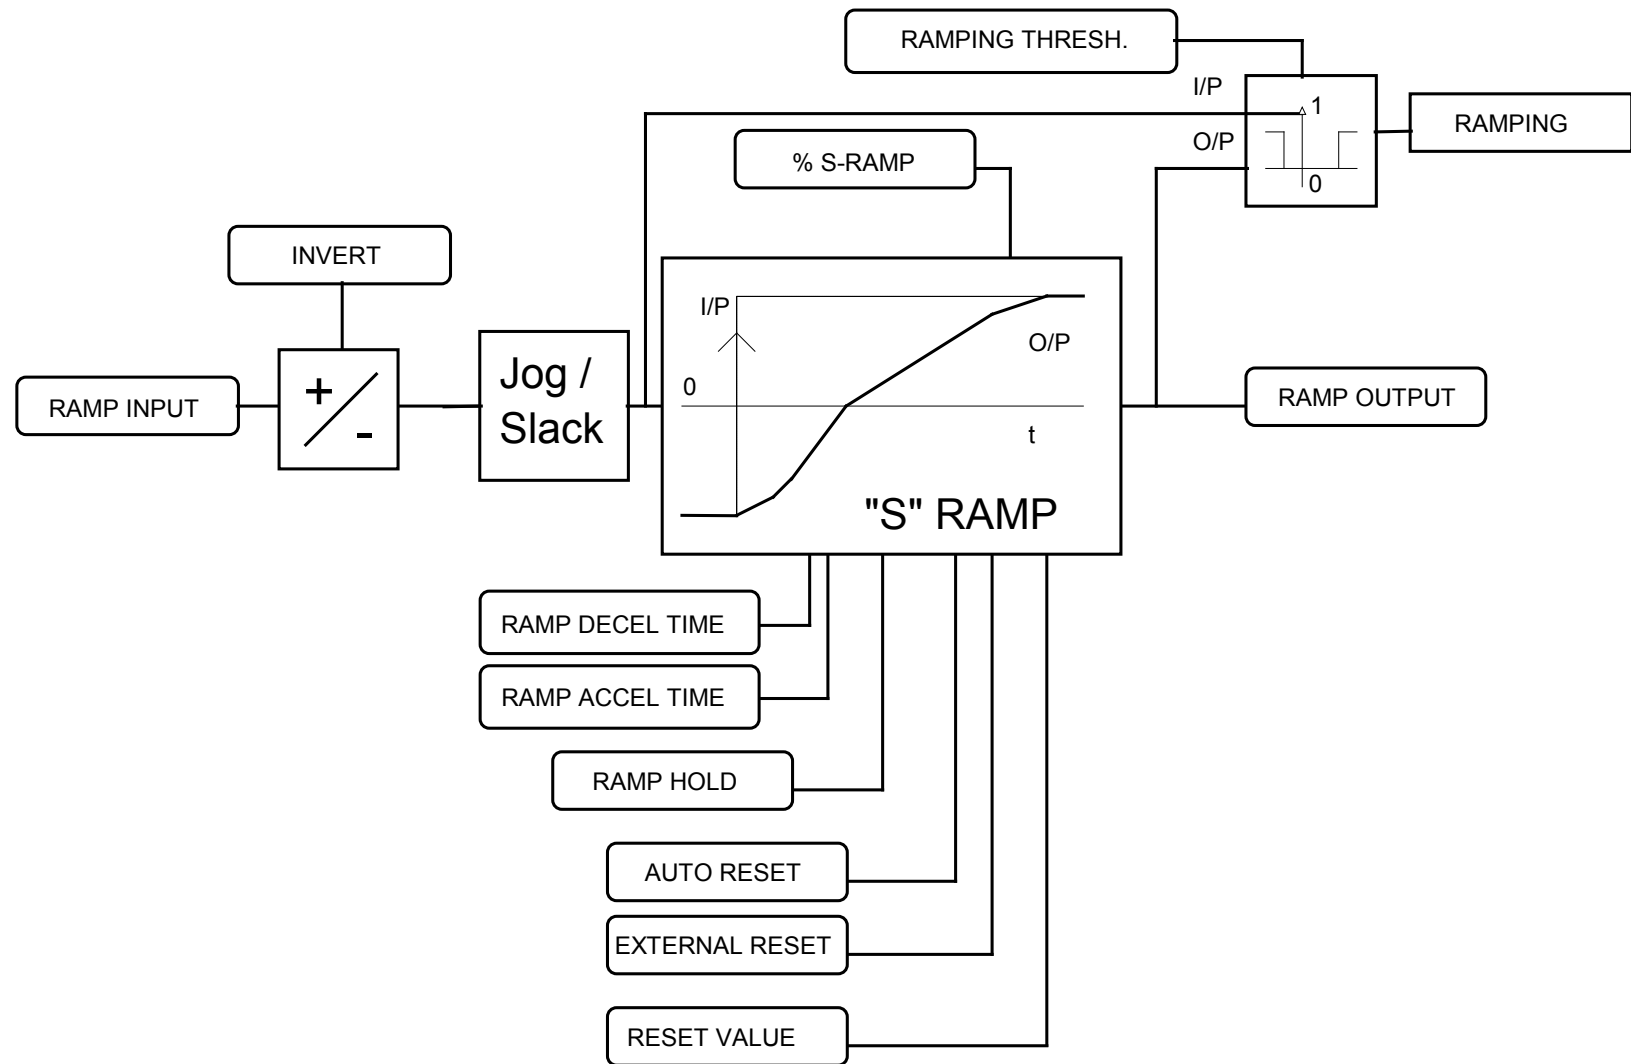 RAMPING THRESH.
I/P
1
RAMPING
O/P
0
% S-RAMP
INVERT
I/P
O/P
0
+
-
Jog /
Slack
RAMP INPUT
RAMP OUTPUT
t
"S" RAMP
RAMP DECEL TIME
RAMP ACCEL TIME
RAMP HOLD
AUTO RESET
EXTERNAL RESET
RESET VALUE